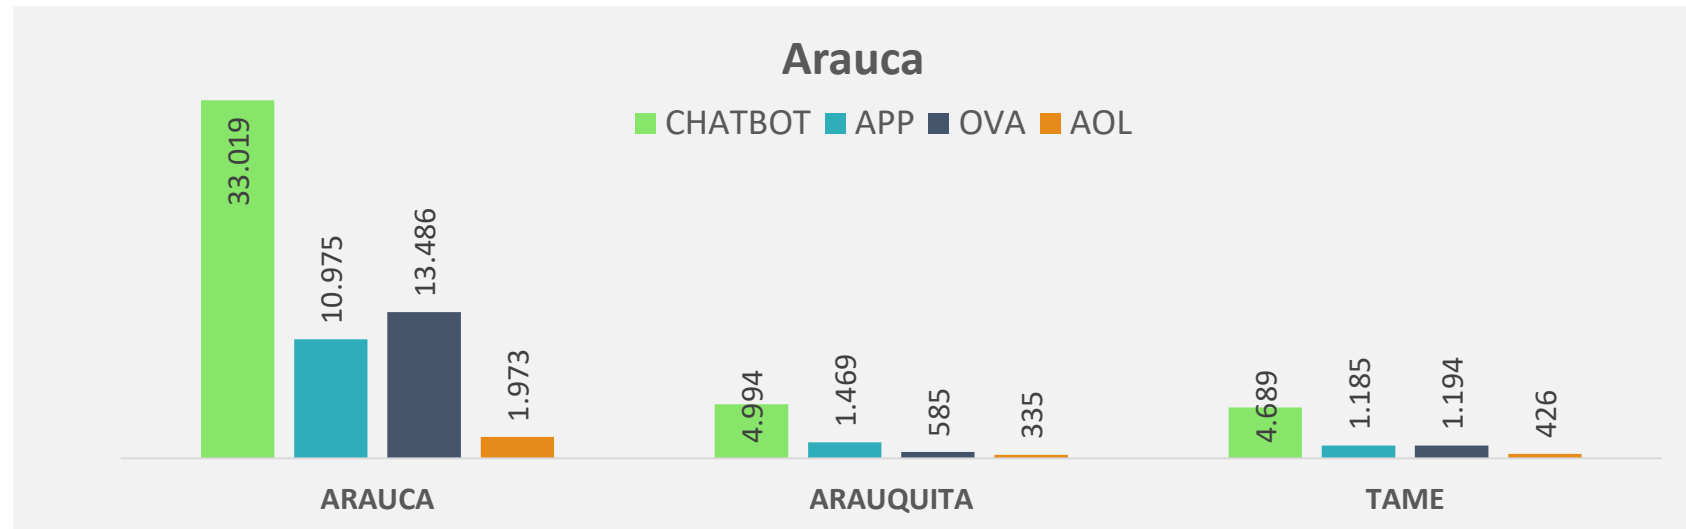 Arauca
CHATBOT APP OVA AOL
33.019
10.975
13.486
1.973
4.994
1.469
585
335
4.689
1.185
1.194
426
ARAUCA
ARAUQUITA
TAME